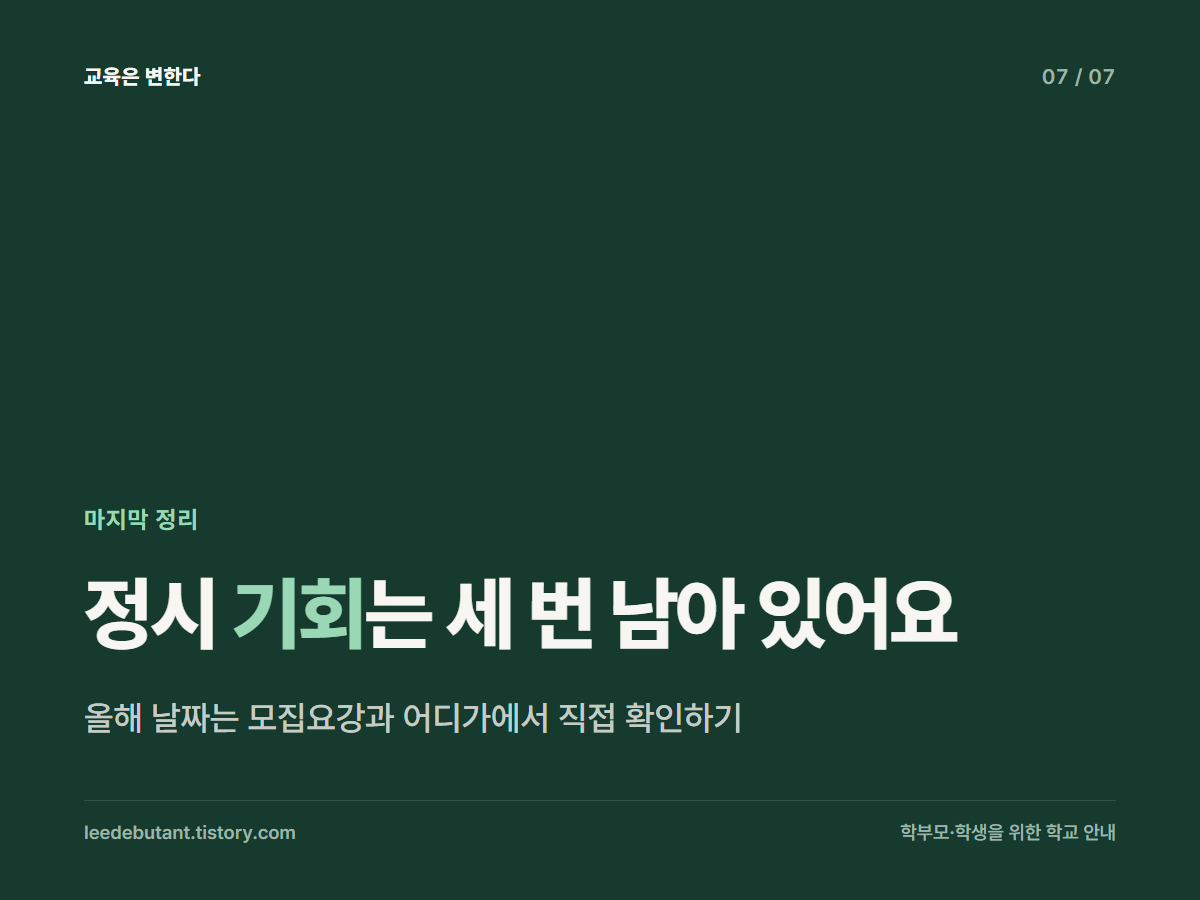 교육은 변한다
07 / 07
마지막 정리
정시 기회는 세 번 남아 있어요
올해 날짜는 모집요강과 어디가에서 직접 확인하기
leedebutant.tistory.com
학부모·학생을 위한 학교 안내